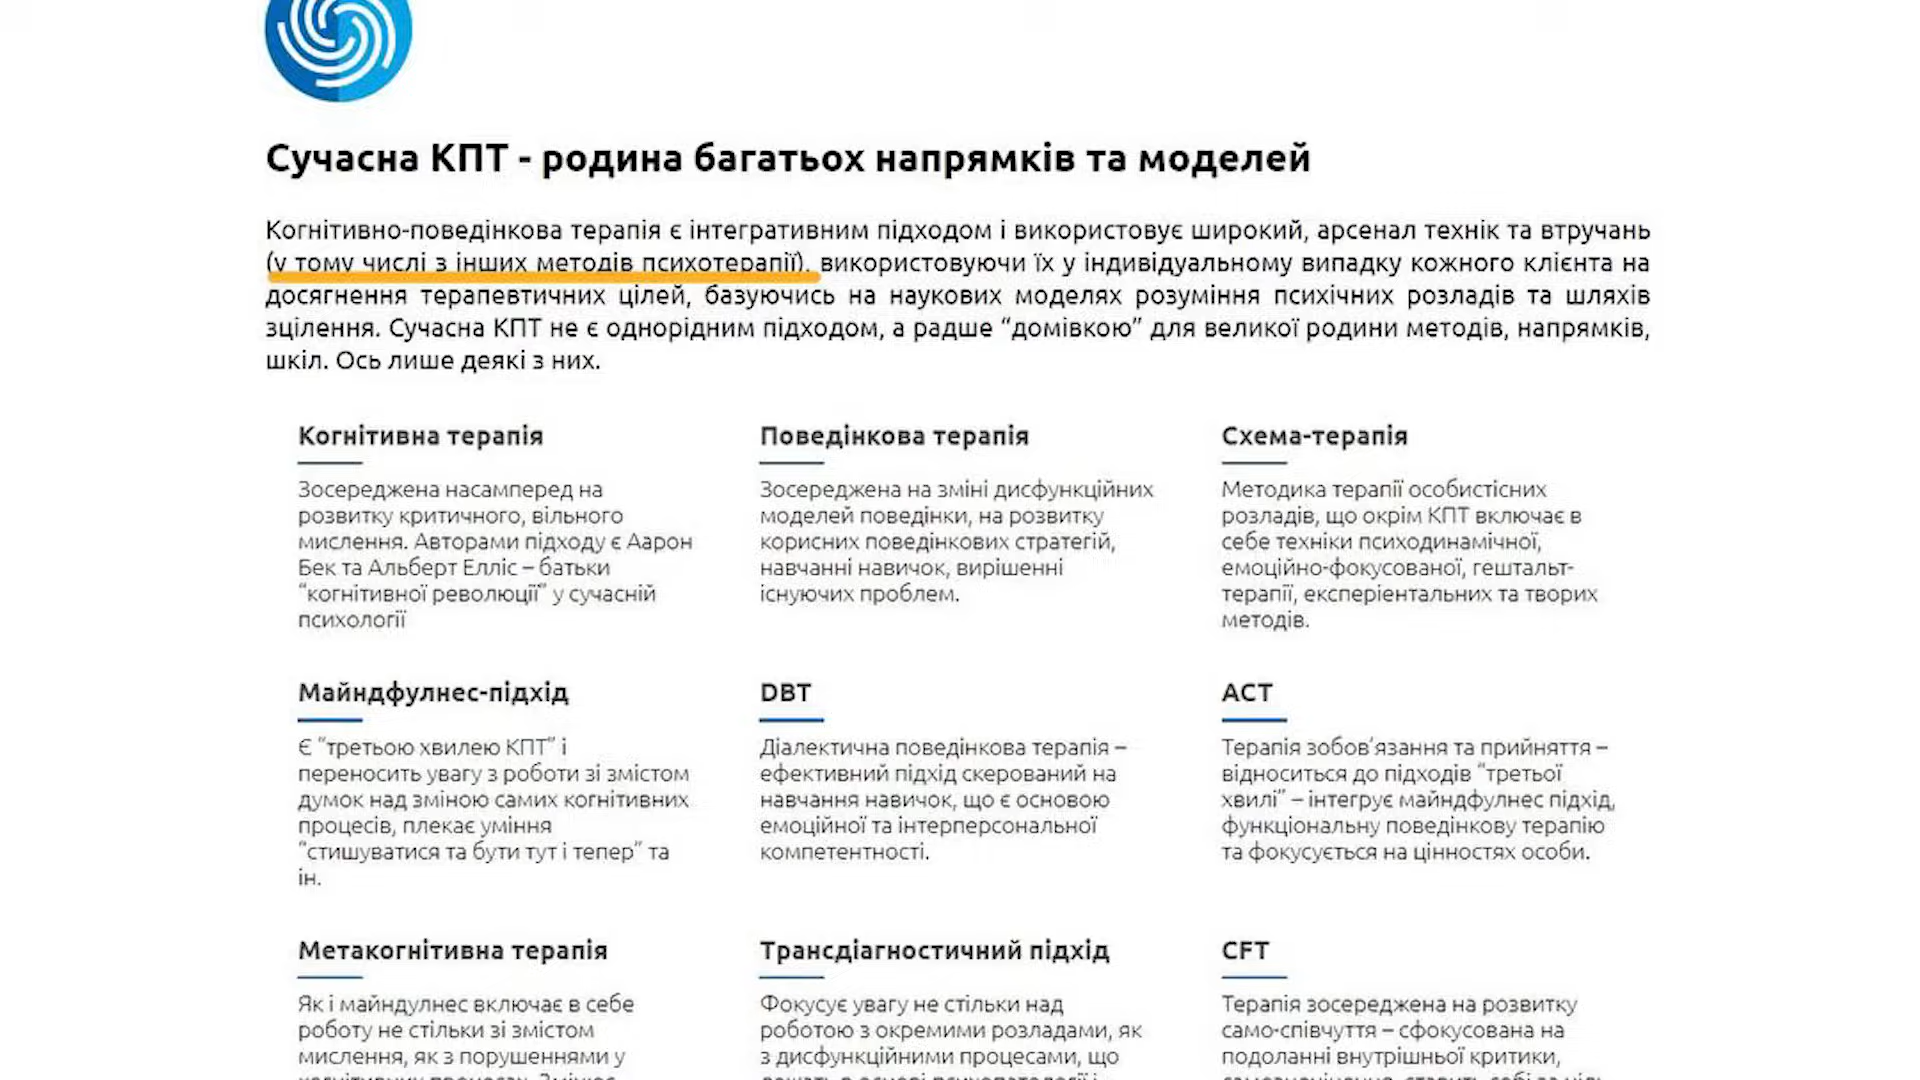 Сучасна КПТ - родина багатьох напрямків та моделей
Когнітивно-поведінкова терапія є інтегративним підходом і використовує широкий, арсенал технік та втручань
(у тому числі з інших методів психотерапії), використовуючи їх у індивідуальному випадку кожного клієнта на
досягнення терапевтичних цілей, базуючись на наукових моделях розуміння психічних розладів та шляхів
зцілення. Сучасна КПТ не є однорідним підходом, а радше “домівкою” для великої родини методів, напрямків,
шкіл. Ось лише деякі з них.
Когнітивна терапія
Зосереджена насамперед на
розвитку критичного, вільного
мислення. Авторами підходу є Аарон
Бек та Альберт Елліс – батьки
“когнітивної революції” у сучасній
психології
Поведінкова терапія
Зосереджена на зміні дисфункційних
моделей поведінки, на розвитку
корисних поведінкових стратегій,
навчанні навичок, вирішенні
існуючих проблем.
Схема-терапія
Методика терапії особистісних
розладів, що окрім КПТ включає в
себе техніки психодинамічної,
емоційно-фокусованої, гештальт-
терапії, експеріентальних та творих
методів.
Майндфулнес-підхід
Є “третьою хвилею КПТ” і
переносить увагу з роботи зі змістом
думок над зміною самих когнітивних
процесів, плекає уміння
“стишуватися та бути тут і тепер” та
ін.
DBT
Діалектична поведінкова терапія –
ефективний підхід скерований на
навчання навичок, що є основою
емоційної та інтерперсональної
компетентності.
ACT
Терапія зобов’язання та прийняття –
відноситься до підходів “третьої
хвилі” – інтегрує майндфулнес підхід,
функціональну поведінкову терапію
та фокусується на цінностях особи.
Метакогнітивна терапія
Як і майндулнес включає в себе
роботу не стільки зі змістом
мислення, як з порушеннями у
Трансдіагностичний підхід
Фокусує увагу не стільки над
роботою з окремими розладами, як
з дисфункційними процесами, що
CFT
Терапія зосереджена на розвитку
само-співчуття – сфокусована на
подоланні внутрішньої критики,